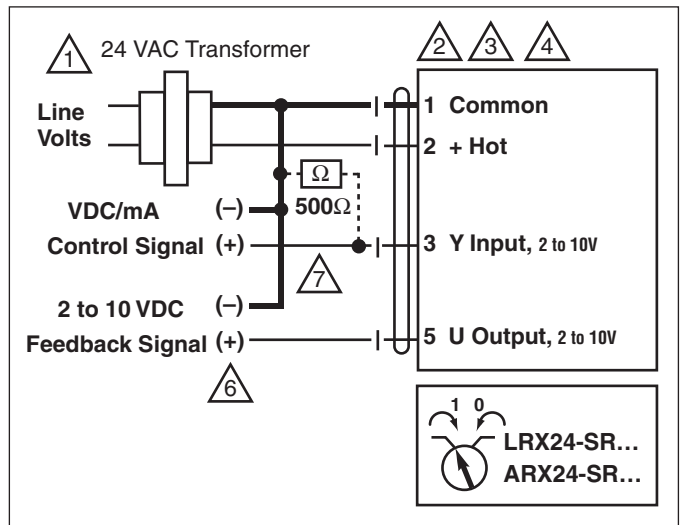 1 24 VAC Transformer
2 3 4
Line
Volts
1 Common
2 + Hot
Ω
500Ω
VDC/mA (–)
Control Signal (+)
3 Y Input, 2 to 10V
7
2 to 10 VDC (–)
Feedback Signal (+)
5 U Output, 2 to 10V
6
1 0
LRX24-SR…
ARX24-SR…